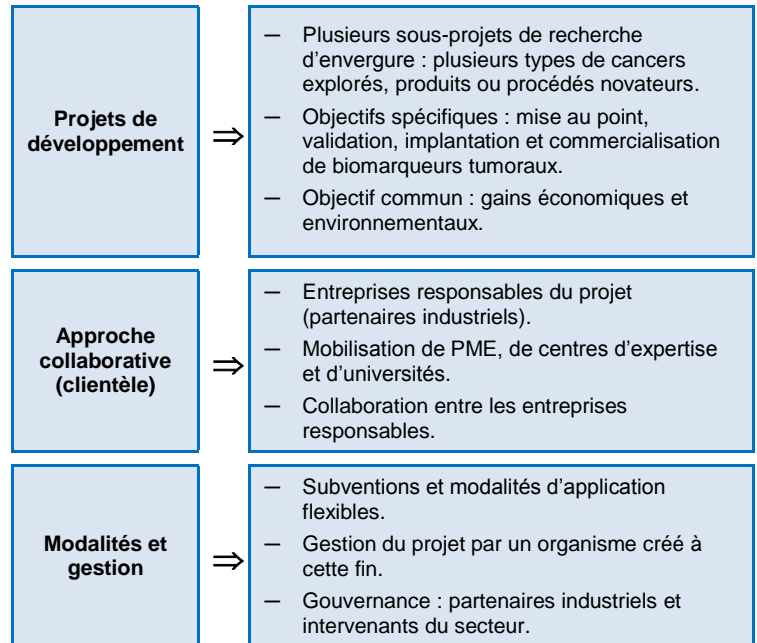 Projets de
développement
⇒
— Plusieurs sous-projets de recherche
d’envergure : plusieurs types de cancers
explorés, produits ou procédés novateurs.
— Objectifs spécifiques : mise au point,
validation, implantation et commercialisation
de biomarqueurs tumoraux.
— Objectif commun : gains économiques et
environnementaux.
Approche
collaborative
(clientèle)
⇒
— Entreprises responsables du projet
(partenaires industriels).
— Mobilisation de PME, de centres d’expertise
et d’universités.
— Collaboration entre les entreprises
responsables.
Modalités et
gestion
⇒
— Subventions et modalités d’application
flexibles.
— Gestion du projet par un organisme créé à
cette fin.
— Gouvernance : partenaires industriels et
intervenants du secteur.